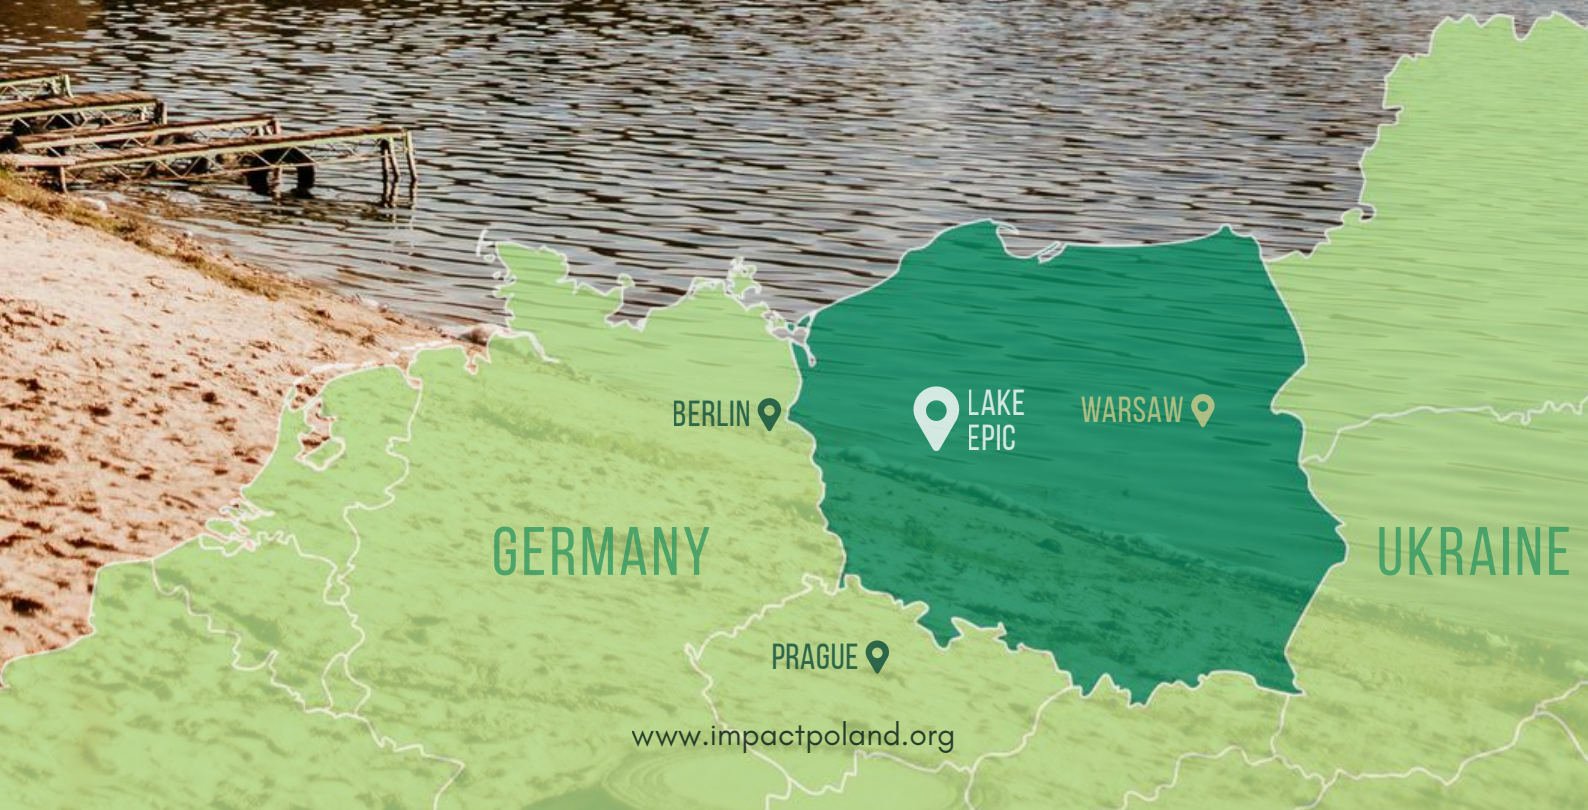 BERLIN
LAKE
EPIC
WARSAW
GERMANY
UKRAINE
PRAGUE
www.impactpoland.org